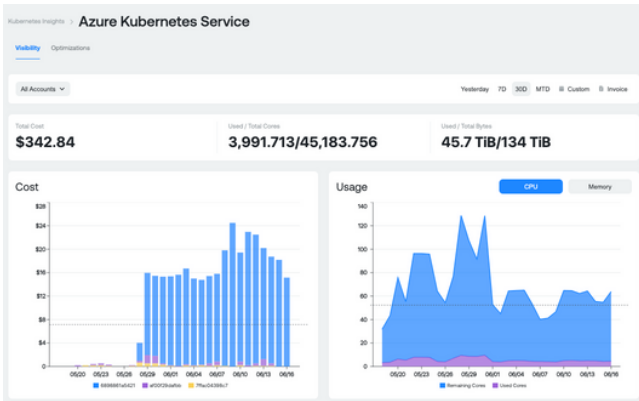 Kubernetes Insights > Azure Kubernetes Service
Visibility Optimizations
All Accounts Yesterday 7D 30D MTD Custom Invoice
Total Cost Used / Total Cores Used / Total Bytes
$342.84 3,991.713/45,183.756 45.7 TiB/134 TiB
Cost
$28
$24
$20
$16
$12
$8
$4
0
05/20 05/23 05/26 05/29 06/01 06/04 06/07 06/10 06/13 06/16
Usage CPU Memory
140
120
100
80
60
40
20
0
05/20 05/23 05/26 05/29 06/01 06/04 06/07 06/10 06/13 06/16
Remaining Cores Used Cores